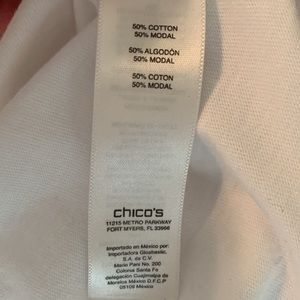 50% COTTON
50% MODAL
50% ALGODÓN
50% MODAL
50% COTON
50% MODAL
chico's
11215 METRO PARKWAY
FORT MYERS, FL 33966
Importado en México por:
Importadora Globastic,
S.A. de C.V.
Mario Pani No. 200
Colonia Santa Fe
delegación Cuajimalpa de
Morelos México D.F.C.P
05109 México